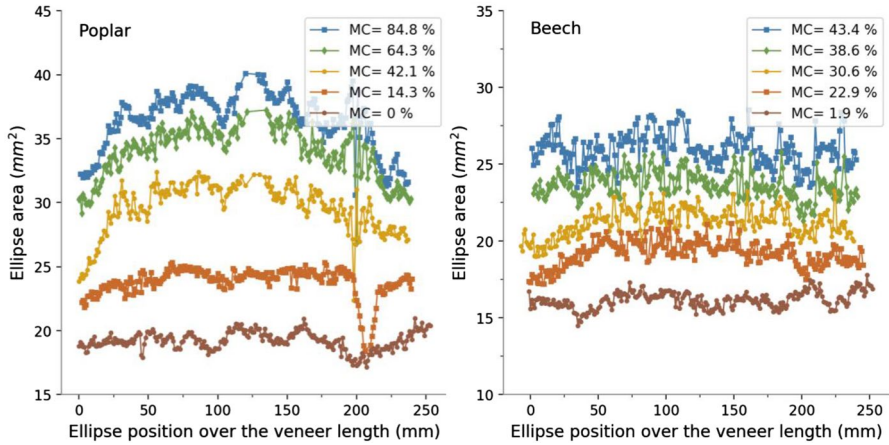 Poplar
MC= 84.8 %
MC= 64.3 %
MC= 42.1 %
MC= 14.3 %
MC= 0 %
45
40
35
30
25
20
15
0 50 100 150 200 250
Ellipse area (mm²)
Ellipse position over the veneer length (mm)
Beech
MC= 43.4 %
MC= 38.6 %
MC= 30.6 %
MC= 22.9 %
MC= 1.9 %
35
30
25
20
15
10
0 50 100 150 200 250
Ellipse area (mm²)
Ellipse position over the veneer length (mm)